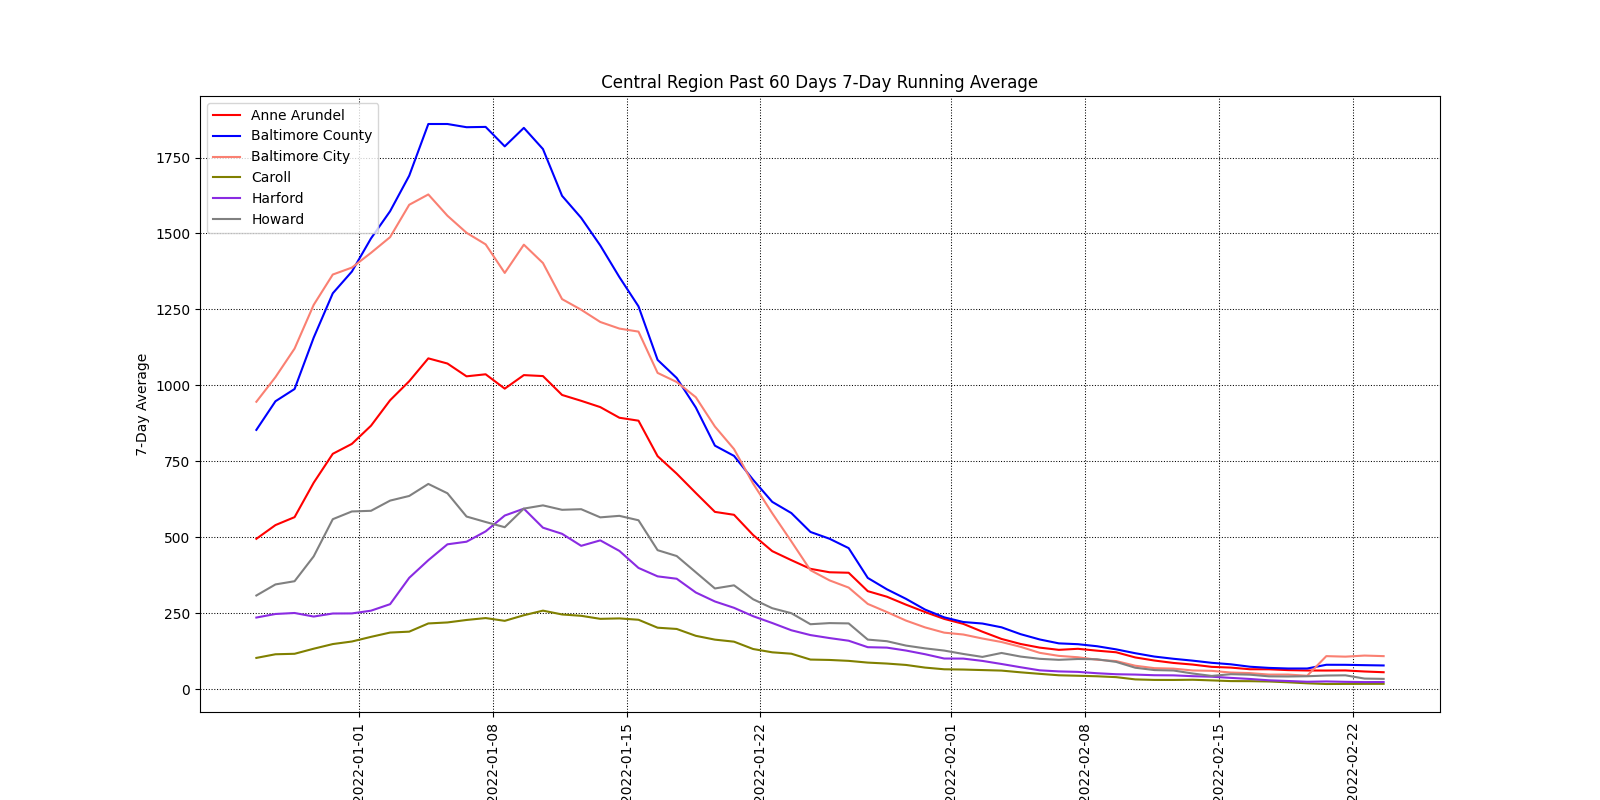 Central Region Past 60 Days 7-Day Running Average
Anne Arundel
Baltimore County
Baltimore City
Caroll
Harford
Howard
7-Day Average
1750
1500
1250
1000
750
500
250
0
2022-01-01
2022-01-08
2022-01-15
2022-01-22
2022-02-01
2022-02-08
2022-02-15
2022-02-22